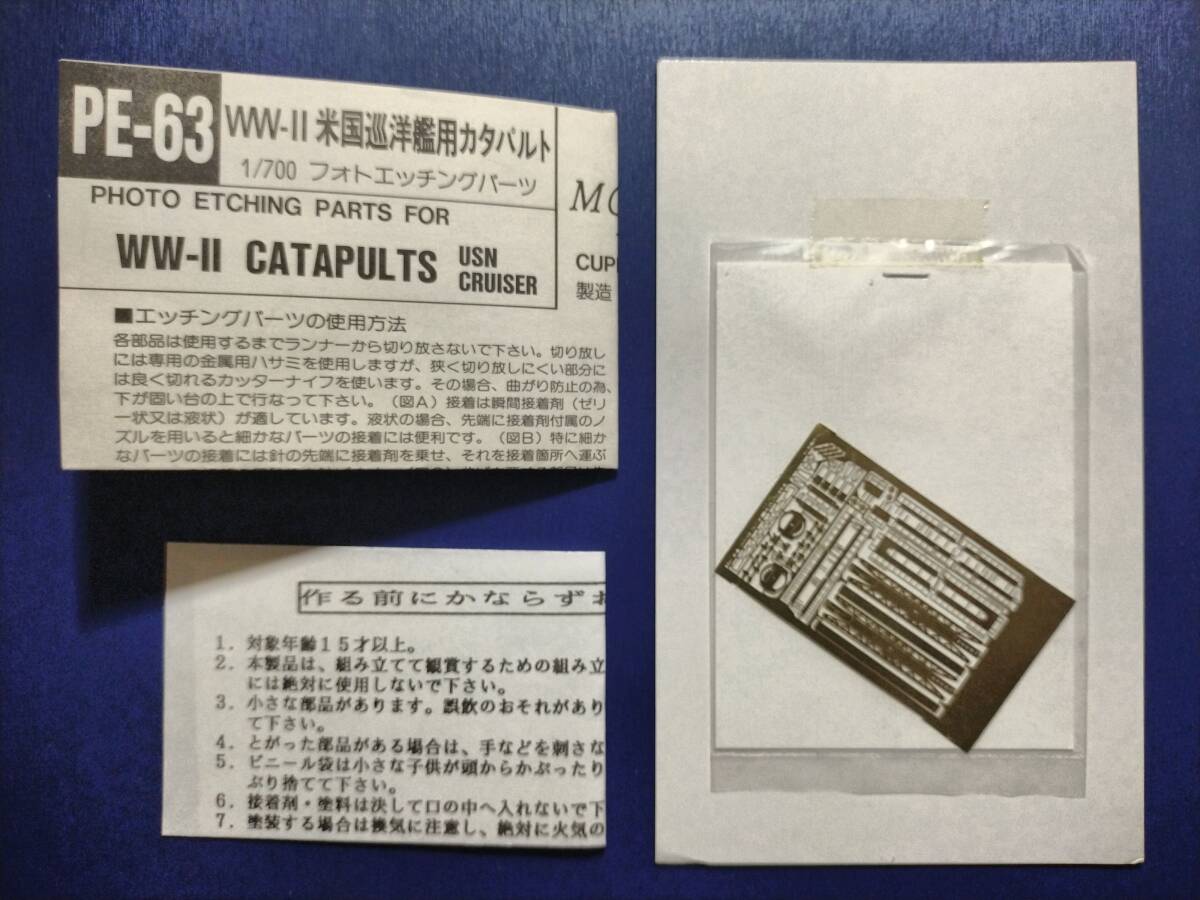 PE-63
WW-II 米国巡洋艦用カタパルト
1/700 フォトエッチングパーツ
PHOTO ETCHING PARTS FOR
WW-II CATAPULTS USN CRUISER
MO
CUP
製造
■エッチングパーツの使用方法
各部品は使用するまでランナーから切り放さないで下さい。切り放し
には専用の金属用ハサミを使用しますが、狭く切り放しにくい部分に
は良く切れるカッターナイフを使います。その場合、曲がり防止の為、
下が固い台の上で行なって下さい。(図A)接着は瞬間接着剤(ゼリ
ー状又は液状)が適しています。液状の場合、先端に接着剤付属のノ
ズルを用いると細かなパーツの接着には便利です。(図B)特に細か
なパーツの接着には針の先端に接着剤を乗せ、それを接着箇所へ運ぶ
作る前にかならずお
1. 対象年齢15才以上。
2. 本製品は、組み立てて観賞するための組み立
には絶対に使用しないで下さい。
3. 小さな部品があります。誤飲のおそれがあり
て下さい。
4. とがった部品がある場合は、手などを刺さな
5. ビニール袋は小さな子供が頭からかぶったり
ぶり捨てて下さい。
6. 接着剤・塗料は決して口の中へ入れないで下
7. 塗装する場合は換気に注意し、絶対に火気の